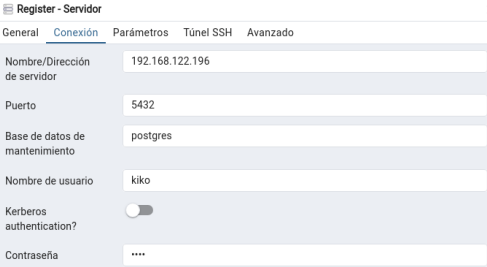 Register - Servidor
General Conexión Parámetros Túnel SSH Avanzado
Nombre/Dirección 192.168.122.196
de servidor
Puerto 5432
Base de datos de postgres
mantenimiento
Nombre de usuario kiko
Kerberos
authentication?
Contraseña ····